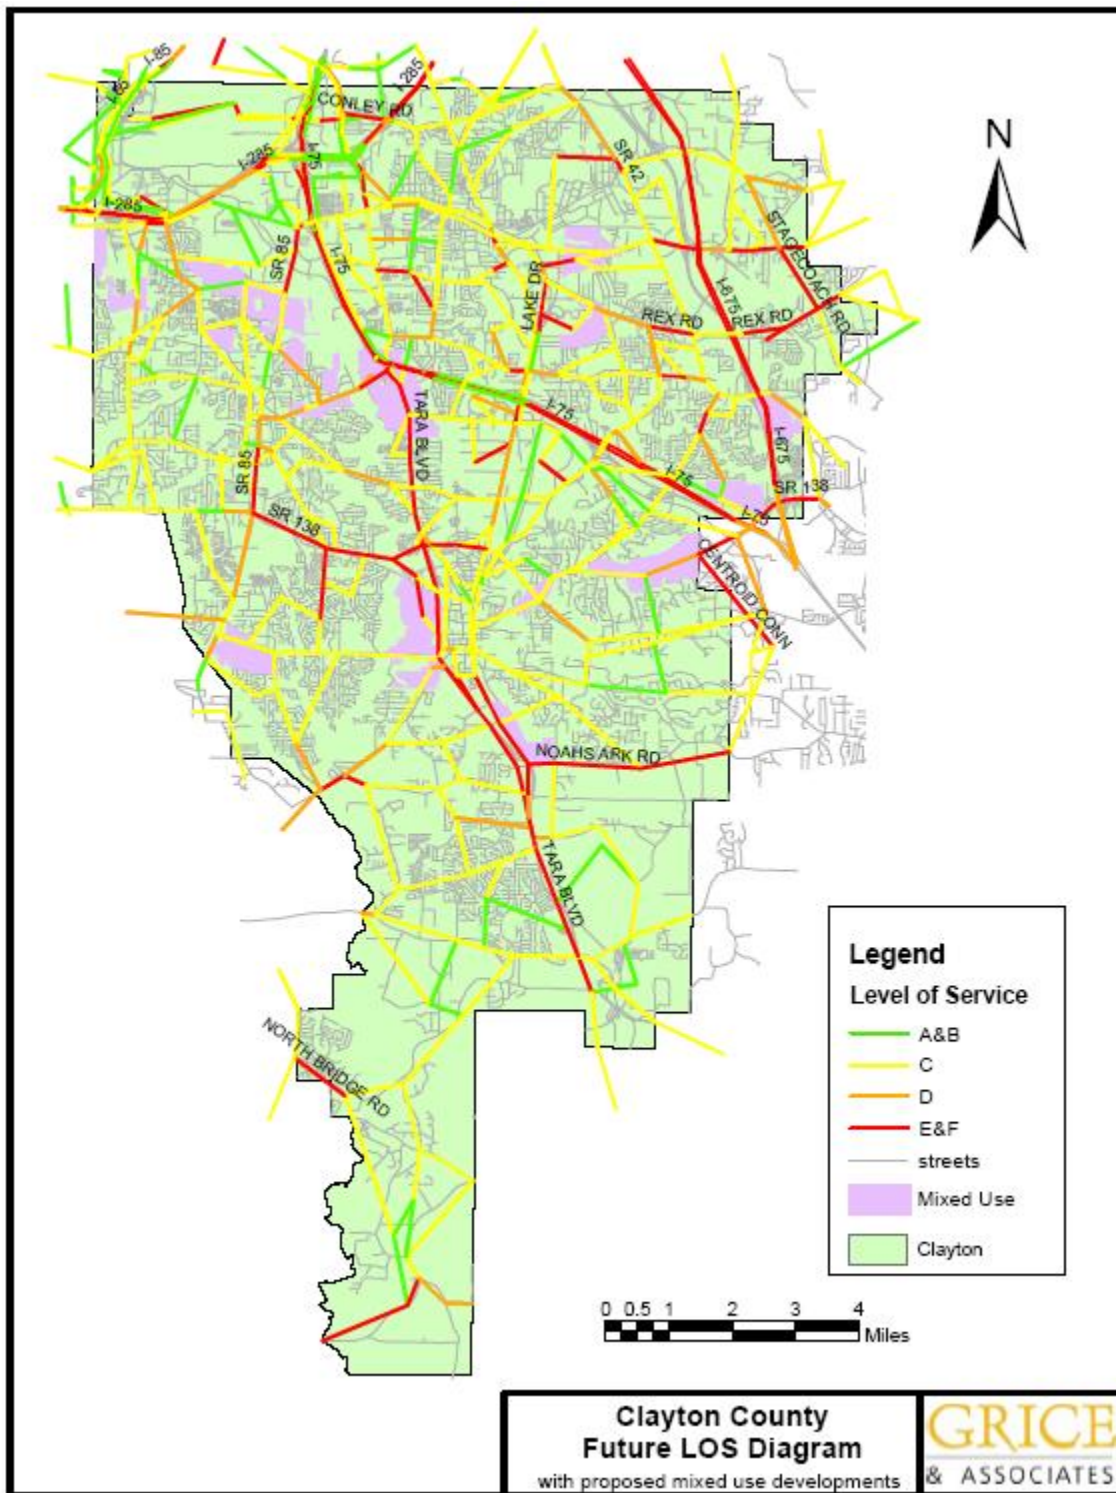 I-85
I-85
I-285
CONLEY RD
N
I-285
I-75
SR 42
I-285
STAGECOACH RD
SR 85
I-75
LAKE DR
I-675
REX RD
REX RD
TARA BLVD
I-75
SR 85
I-75
I-675
SR 138
SR 138
I-75
CENTROID CONN
NOAHS ARK RD
TARA BLVD
NORTH BRIDGE RD
Legend
Level of Service
A&B
C
D
E&F
streets
Mixed Use
Clayton
0 0.5 1 2 3 4
Miles
Clayton County
Future LOS Diagram
with proposed mixed use developments
GRICE
& ASSOCIATES